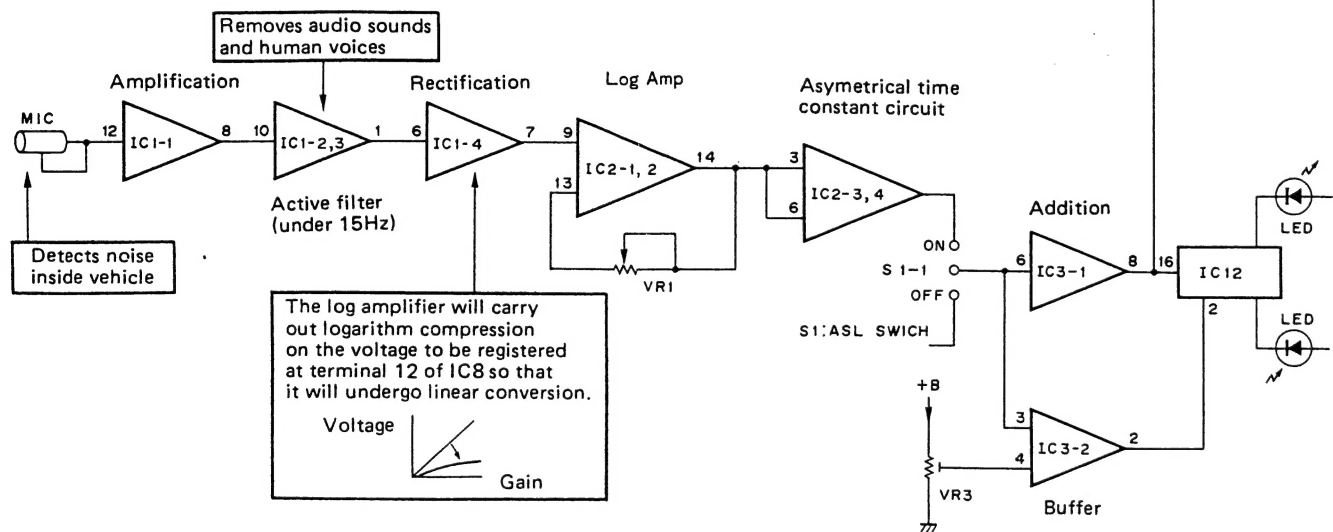 Removes audio sounds
and human voices
Amplification
Rectification
Log Amp
Asymetrical time
constant circuit
MIC
12
IC1-1
8
10
IC1-2,3
1
6
IC1-4
7
9
13
IC2-1, 2
14
3
6
IC2-3, 4
Active filter
(under 15Hz)
Detects noise
inside vehicle
VR1
The log amplifier will carry
out logarithm compression
on the voltage to be registered
at terminal 12 of IC8 so that
it will undergo linear conversion.
Voltage
Gain
ON
S 1-1
OFF
S1:ASL SWICH
Addition
6
IC3-1
8
16
IC12
2
LED
LED
+B
3
4
IC3-2
2
VR3
Buffer